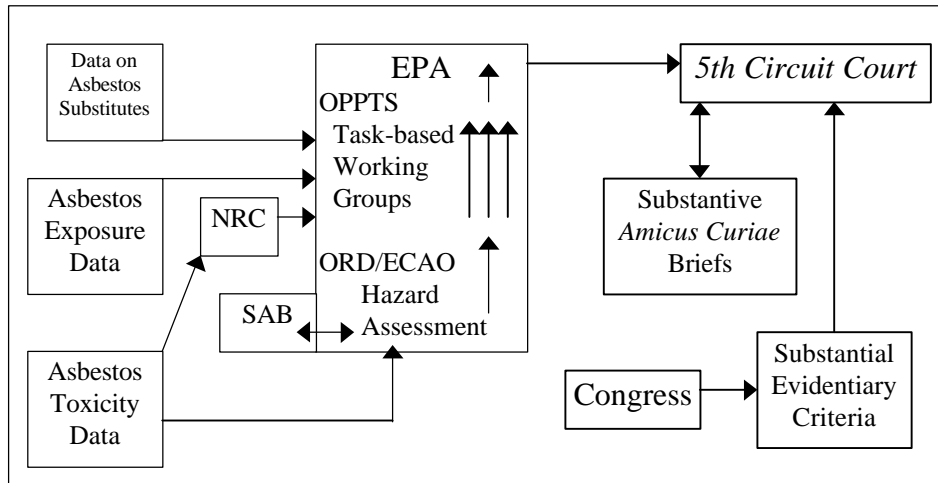 Data on
Asbestos
Substitutes
Asbestos
Exposure
Data
NRC
SAB
Asbestos
Toxicity
Data
EPA
OPPTS
Task-based
Working
Groups
ORD/ECAO
Hazard
Assessment
5th Circuit Court
Substantive
Amicus Curiae
Briefs
Congress
Substantial
Evidentiary
Criteria